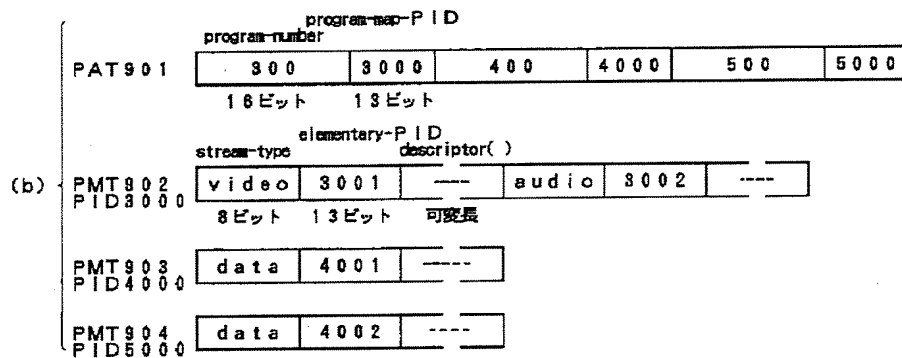 program-map-PID
program-number
PAT901 300 3000 400 4000 500 5000
16ビット 13ビット
elementary-PID
stream-type descriptor( )
(b)
PMT902 video 3001 ---- audio 3002 ----
PID3000
8ビット 13ビット 可変長
PMT903 data 4001 -----
PID4000
PMT904 data 4002 ----
PID5000